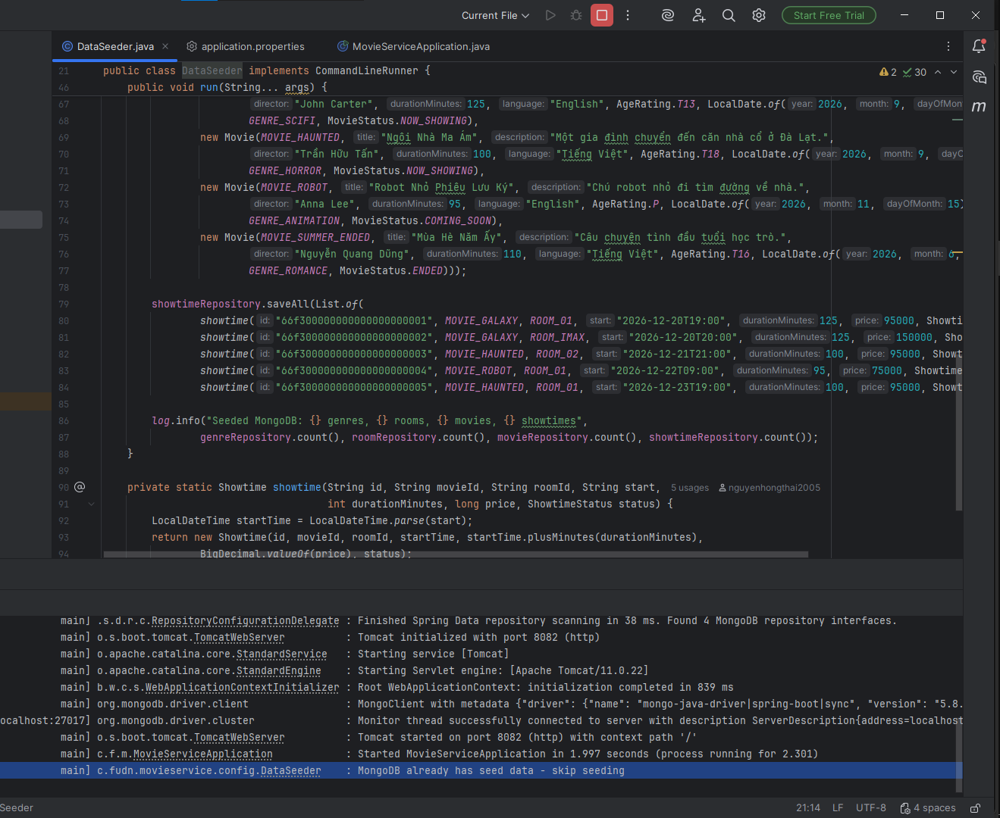 Current File
Start Free Trial
DataSeeder.java
application.properties
MovieServiceApplication.java
21 public class DataSeeder implements CommandLineRunner {
2 30
46 public void run(String... args) {
67 director: "John Carter", durationMinutes: 125, language: "English", AgeRating.T13, LocalDate.of( year: 2026, month: 9, dayOfMont
68 GENRE_SCIFI, MovieStatus.NOW_SHOWING),
69 new Movie(MOVIE_HAUNTED, title: "Ngôi Nhà Ma Ám", description: "Một gia đình chuyển đến căn nhà cổ ở Đà Lạt.",
70 director: "Trần Hữu Tấn", durationMinutes: 100, language: "Tiếng Việt", AgeRating.T18, LocalDate.of( year: 2026, month: 9, dayO
71 GENRE_HORROR, MovieStatus.NOW_SHOWING),
72 new Movie(MOVIE_ROBOT, title: "Robot Nhỏ Phiêu Lưu Ký", description: "Chú robot nhỏ đi tìm đường về nhà.",
73 director: "Anna Lee", durationMinutes: 95, language: "English", AgeRating.P, LocalDate.of( year: 2026, month: 11, dayOfMonth: 15)
74 GENRE_ANIMATION, MovieStatus.COMING_SOON),
75 new Movie(MOVIE_SUMMER_ENDED, title: "Mùa Hè Năm Ấy", description: "Câu chuyện tình đầu tuổi học trò.",
76 director: "Nguyễn Quang Dũng", durationMinutes: 110, language: "Tiếng Việt", AgeRating.T16, LocalDate.of( year: 2026, month: 6,
77 GENRE_ROMANCE, MovieStatus.ENDED)));
78
79 showtimeRepository.saveAll(List.of(
80 showtime( id: "66f300000000000000000001", MOVIE_GALAXY, ROOM_01, start: "2026-12-20T19:00", durationMinutes: 125, price: 95000, Showti
81 showtime( id: "66f300000000000000000002", MOVIE_GALAXY, ROOM_IMAX, start: "2026-12-20T20:00", durationMinutes: 125, price: 150000, Sho
82 showtime( id: "66f300000000000000000003", MOVIE_HAUNTED, ROOM_02, start: "2026-12-21T21:00", durationMinutes: 100, price: 95000, Showt
83 showtime( id: "66f300000000000000000004", MOVIE_ROBOT, ROOM_01, start: "2026-12-22T09:00", durationMinutes: 95, price: 75000, Showtime
84 showtime( id: "66f300000000000000000005", MOVIE_HAUNTED, ROOM_01, start: "2026-12-23T19:00", durationMinutes: 100, price: 95000, Showt
85
86 log.info("Seeded MongoDB: {} genres, {} rooms, {} movies, {} showtimes",
87 genreRepository.count(), roomRepository.count(), movieRepository.count(), showtimeRepository.count());
88 }
89
90 private static Showtime showtime(String id, String movieId, String roomId, String start, 5 usages nguyenhongthai2005
91 int durationMinutes, long price, ShowtimeStatus status) {
92 LocalDateTime startTime = LocalDateTime.parse(start);
93 return new Showtime(id, movieId, roomId, startTime, startTime.plusMinutes(durationMinutes),
94 BigDecimal.valueOf(price), status);
main] .s.d.r.c.RepositoryConfigurationDelegate : Finished Spring Data repository scanning in 38 ms. Found 4 MongoDB repository interfaces.
main] o.s.boot.tomcat.TomcatWebServer : Tomcat initialized with port 8082 (http)
main] o.apache.catalina.core.StandardService : Starting service [Tomcat]
main] o.apache.catalina.core.StandardEngine : Starting Servlet engine: [Apache Tomcat/11.0.22]
main] b.w.c.s.WebApplicationContextInitializer : Root WebApplicationContext: initialization completed in 839 ms
main] org.mongodb.driver.client : MongoClient with metadata {"driver": {"name": "mongo-java-driver|spring-boot|sync", "version": "5.8.
ocalhost:27017] org.mongodb.driver.cluster : Monitor thread successfully connected to server with description ServerDescription{address=localhost
main] o.s.boot.tomcat.TomcatWebServer : Tomcat started on port 8082 (http) with context path '/'
main] c.f.m.MovieServiceApplication : Started MovieServiceApplication in 1.997 seconds (process running for 2.301)
main] c.fudn.movieservice.config.DataSeeder : MongoDB already has seed data - skip seeding
Seeder
21:14 LF UTF-8 4 spaces